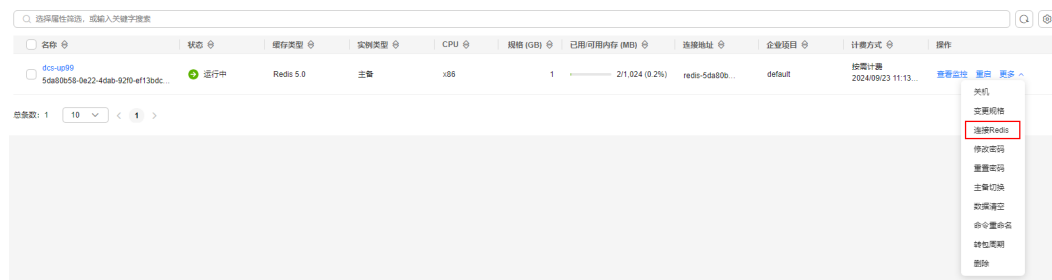 选择属性筛选，或输入关键字搜索
名称 状态 缓存类型 实例类型 CPU 规格 (GB) 已用/可用内存 (MB) 连接地址 企业项目 计费方式 操作
dcs-up99
5da80b58-0e22-4dab-92f0-ef13bdc...
运行中 Redis 5.0 主备 x86 1 2/1,024 (0.2%) redis-5da80b... default
按需计费
2024/09/23 11:13...
查看监控 重启 更多
关机
变更规格
连接Redis
修改密码
重置密码
主备切换
数据清空
命令重命名
转包周期
删除
总条数: 1 10 < 1 >